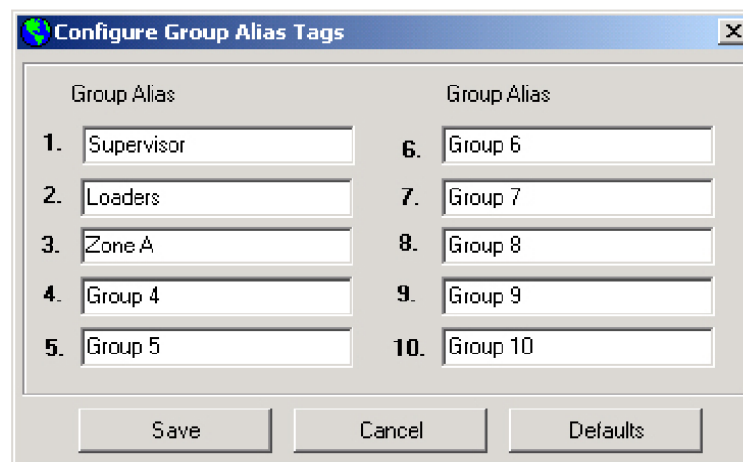 Configure Group Alias Tags
Group Alias Group Alias
1. Supervisor 6. Group 6
2. Loaders 7. Group 7
3. Zone A 8. Group 8
4. Group 4 9. Group 9
5. Group 5 10. Group 10
Save Cancel Defaults